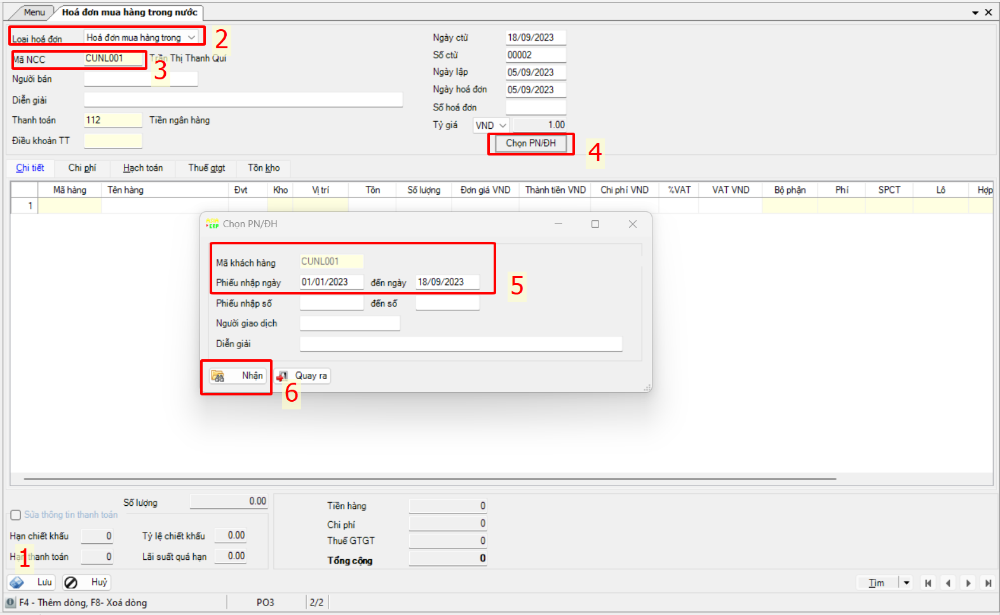 Menu Hoá đơn mua hàng trong nước
Loại hoá đơn Hoá đơn mua hàng trong 2 Ngày ctừ 18/09/2023
Mã NCC CUNL001 Trần Thị Thanh Quí 3 Số ctừ 00002
Người bán Ngày lập 05/09/2023
Ngày hoá đơn 05/09/2023
Diễn giải Số hoá đơn
Thanh toán 112 Tiền ngân hàng Tỷ giá VND 1.00
Điều khoản TT Chọn PN/ĐH 4
Chi tiết Chi phí Hạch toán Thuế gtgt Tồn kho
Mã hàng Tên hàng Đvt Kho Vị trí Tồn Số lượng Đơn giá VND Thành tiền VND Chi phí VND %VAT VAT VND Bộ phận Phí SPCT Lô Hợp
1
ASIA ERP Chọn PN/ĐH
Mã khách hàng CUNL001
Phiếu nhập ngày 01/01/2023 đến ngày 18/09/2023 5
Phiếu nhập số đến số
Người giao dịch
Diễn giải
Nhận Quay ra 6
Số lượng 0.00 Tiền hàng 0
Sửa thông tin thanh toán
Chi phí 0
Hạn chiết khấu 0 Tỷ lệ chiết khấu 0.00 Thuế GTGT 0
Hạn thanh toán 0 Lãi suất quá hạn 0.00 Tổng cộng 0
1
Lưu Huỷ Tìm
F4 - Thêm dòng, F8- Xoá dòng PO3 2/2